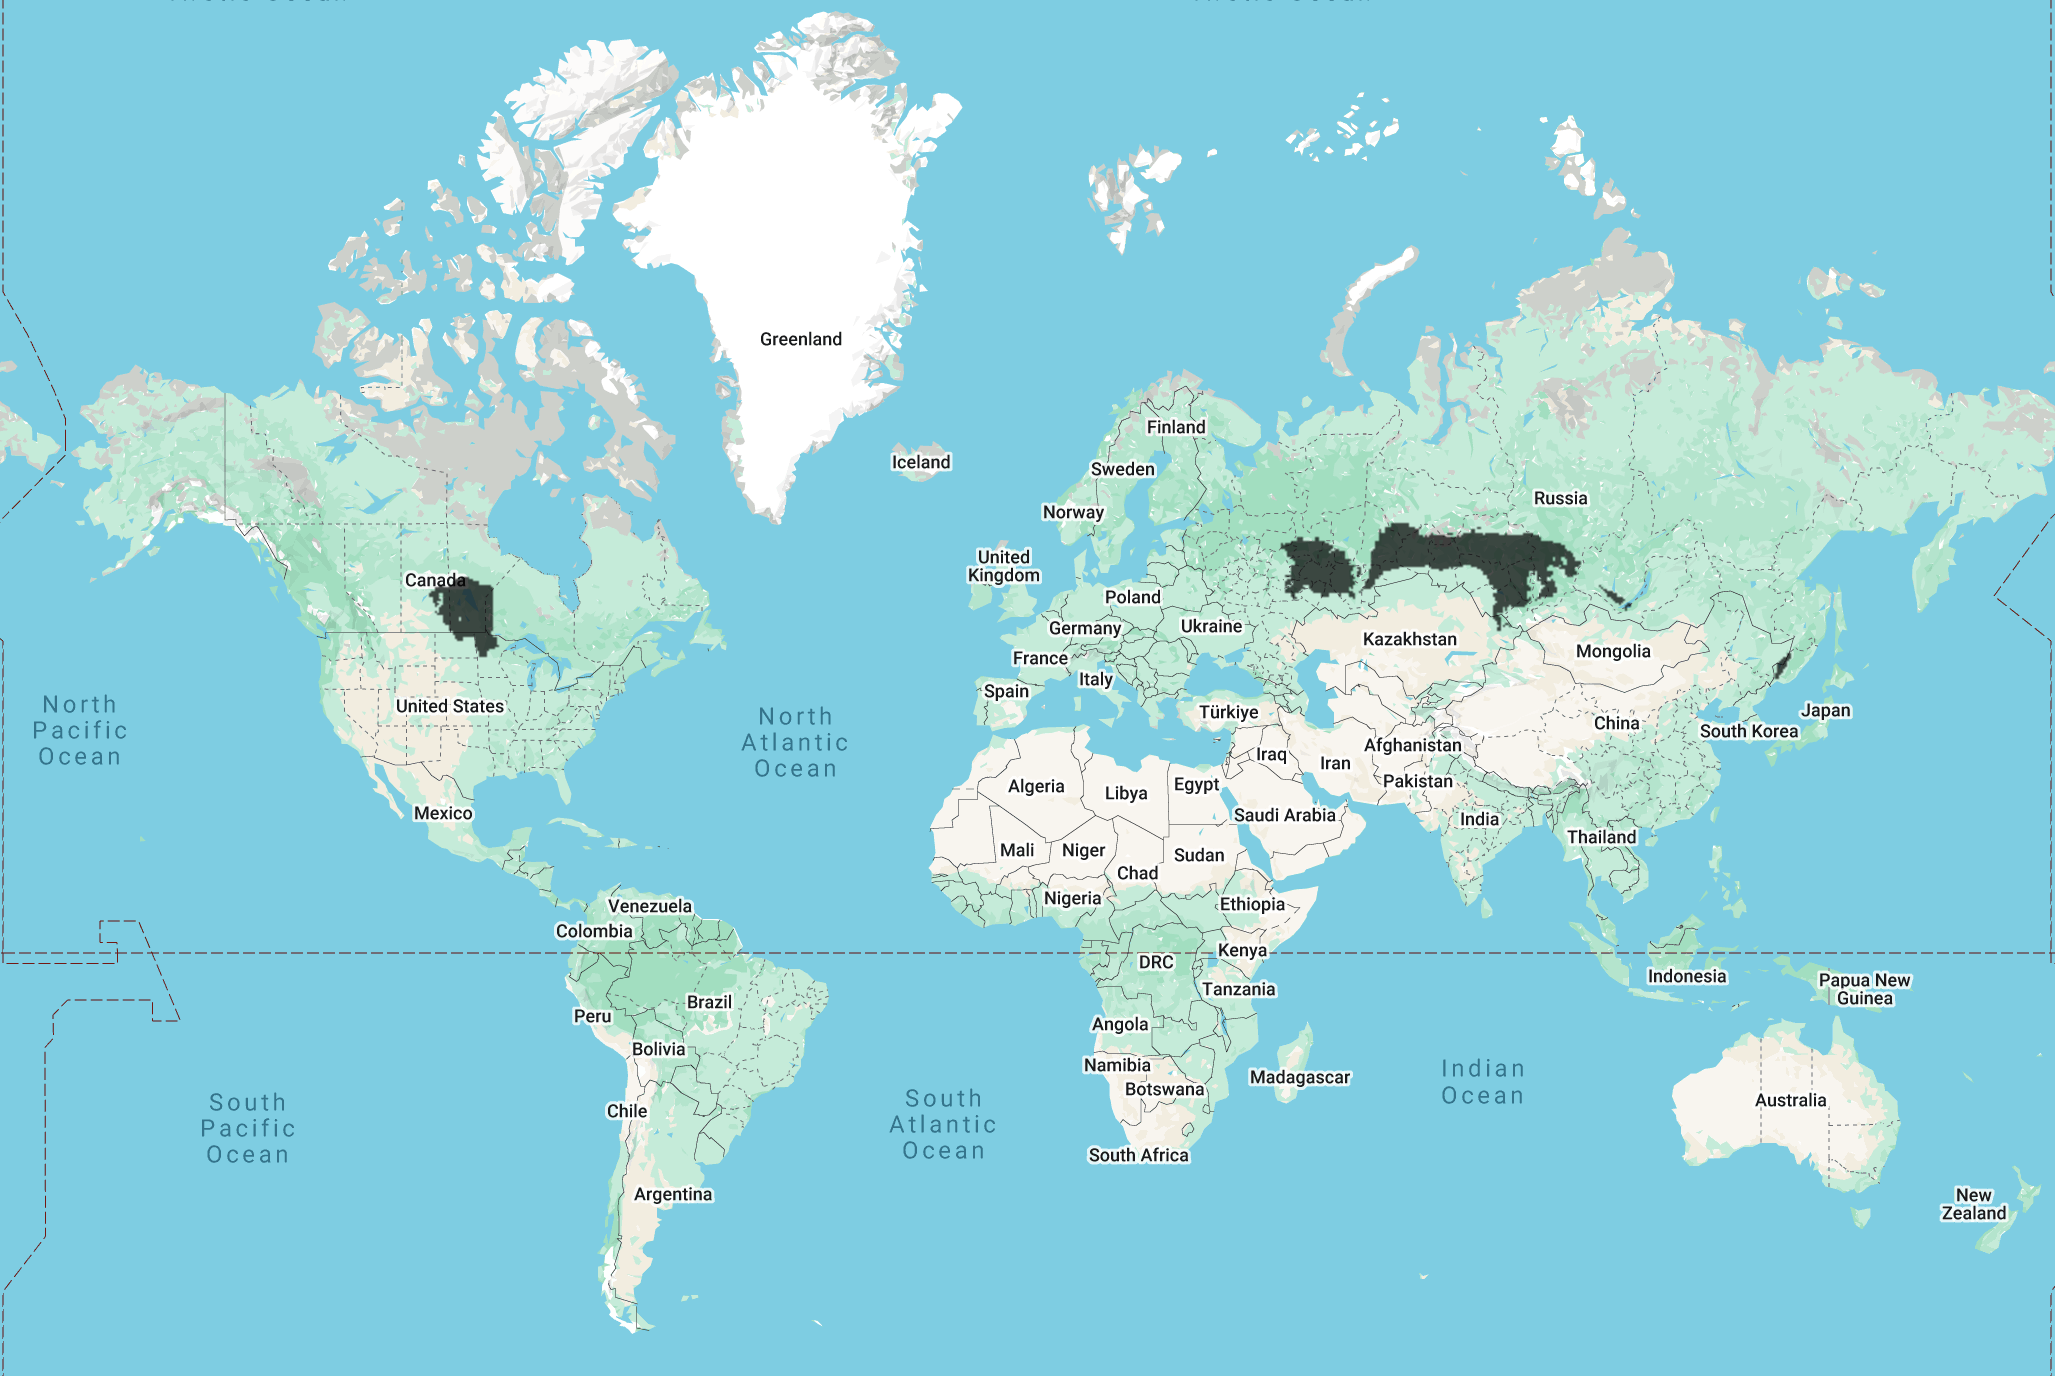 Arctic Ocean
Arctic Ocean
Greenland
Finland
Iceland
Sweden
Russia
Norway
United
Kingdom
Canada
Poland
Germany
Ukraine
Kazakhstan
Mongolia
France
Italy
Spain
North
Pacific
Ocean
United States
North
Atlantic
Ocean
Türkiye
China
Japan
South Korea
Afghanistan
Iraq
Iran
Pakistan
Algeria
Libya
Egypt
Saudi Arabia
India
Mexico
Thailand
Mali
Niger
Sudan
Chad
Nigeria
Ethiopia
Venezuela
Colombia
Kenya
DRC
Indonesia
Papua New
Guinea
Tanzania
Brazil
Peru
Angola
Bolivia
Namibia
Botswana
Madagascar
Indian
Ocean
Australia
Chile
South
Pacific
Ocean
South
Atlantic
Ocean
South Africa
Argentina
New
Zealand